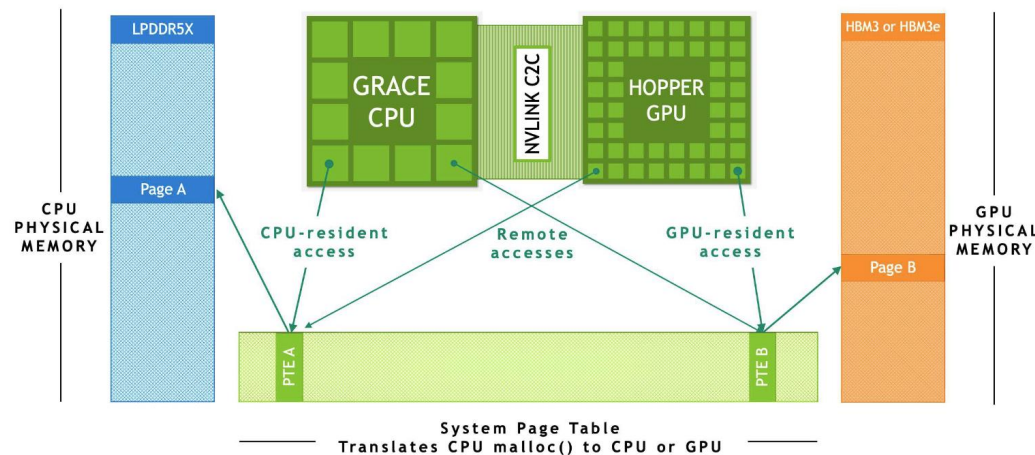 LPDDR5X
Page A
CPU
PHYSICAL
MEMORY
GRACE
CPU
NVLINK C2C
HOPPER
GPU
HBM3 or HBM3e
Page B
GPU
PHYSICAL
MEMORY
CPU-resident
access
Remote
accesses
GPU-resident
access
PTE A
PTE B
System Page Table
Translates CPU malloc() to CPU or GPU